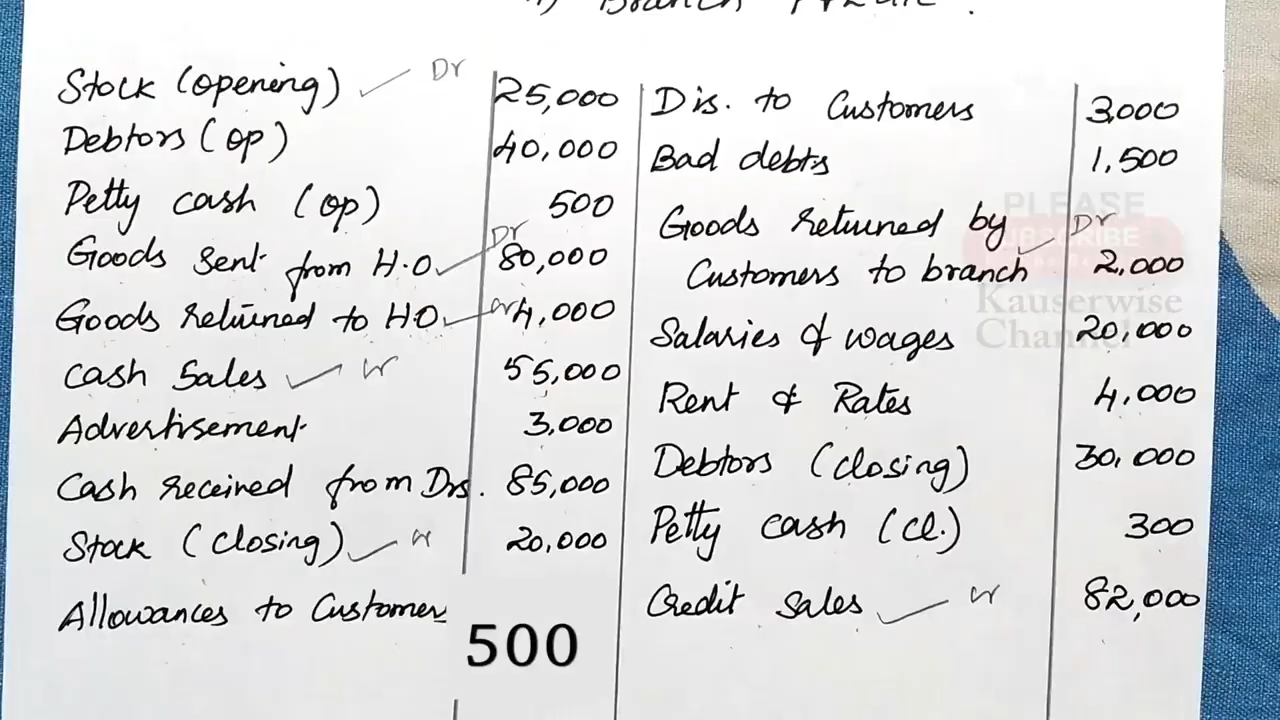 Stock (opening) Dr 25,000
Debtors (op) 40,000
Petty cash (op) 500
Goods sent from H.O. Dr 80,000
Goods returned to HO. cr 4,000
Cash Sales cr 55,000
Advertisement 3,000
Cash received from Drs. 85,000
Stock (closing) cr 20,000
Allowances to Customers
500
Dis. to Customers 3,000
Bad debts 1,500
Goods returned by Dr
Customers to branch 2,000
Salaries & wages 20,000
Rent & Rates 4,000
Debtors (closing) 30,000
Petty cash (cl.) 300
Credit Sales cr 82,000
PLEASE
SUBSCRIBE
Kauserwise
Channel